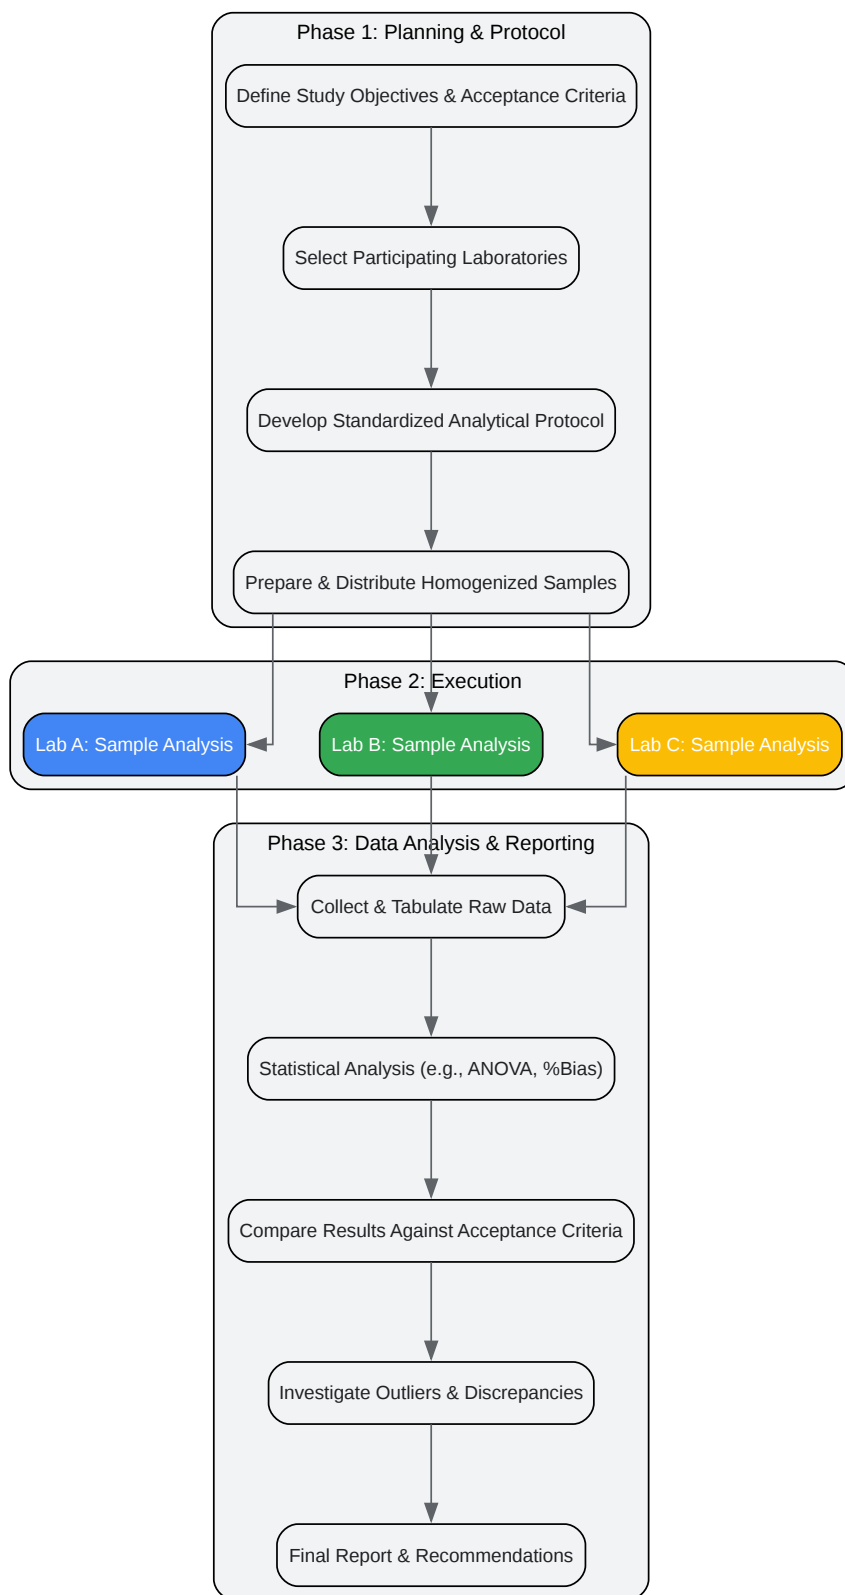 Phase 1: Planning & Protocol
Define Study Objectives & Acceptance Criteria
Select Participating Laboratories
Develop Standardized Analytical Protocol
Prepare & Distribute Homogenized Samples
Phase 2: Execution
Lab A: Sample Analysis
Lab B: Sample Analysis
Lab C: Sample Analysis
Phase 3: Data Analysis & Reporting
Collect & Tabulate Raw Data
Statistical Analysis (e.g., ANOVA, %Bias)
Compare Results Against Acceptance Criteria
Investigate Outliers & Discrepancies
Final Report & Recommendations